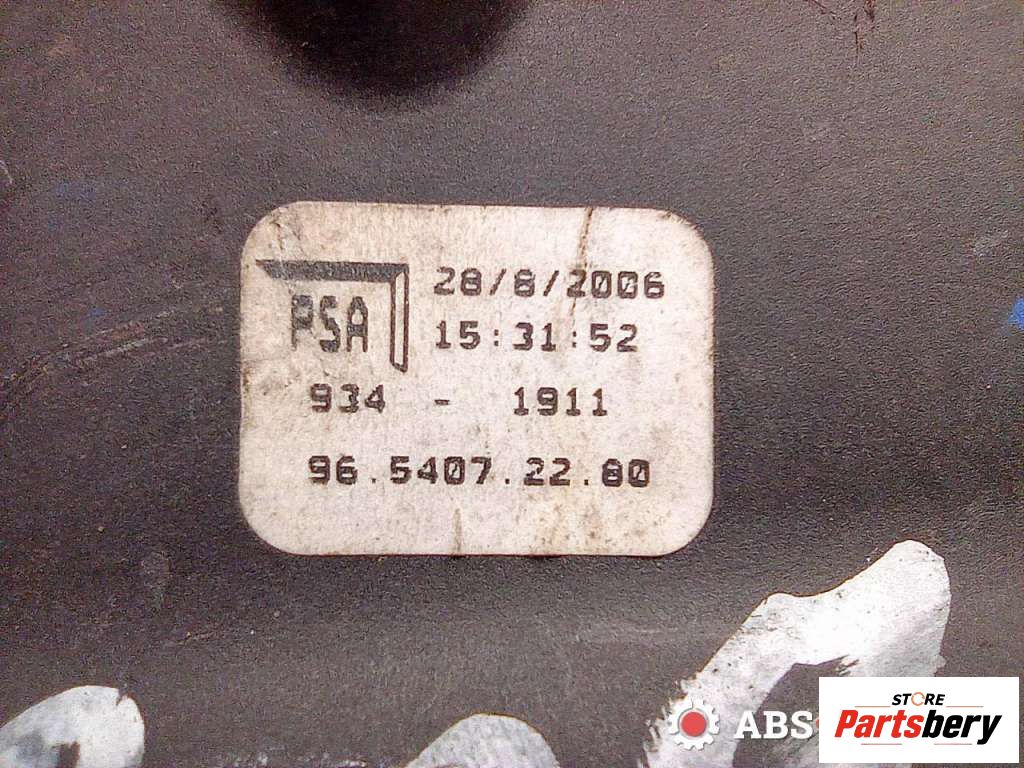 PSA
28/8/2006
15:31:52
934 - 1911
96.5407.22.80
ABS
STORE
Partsbery